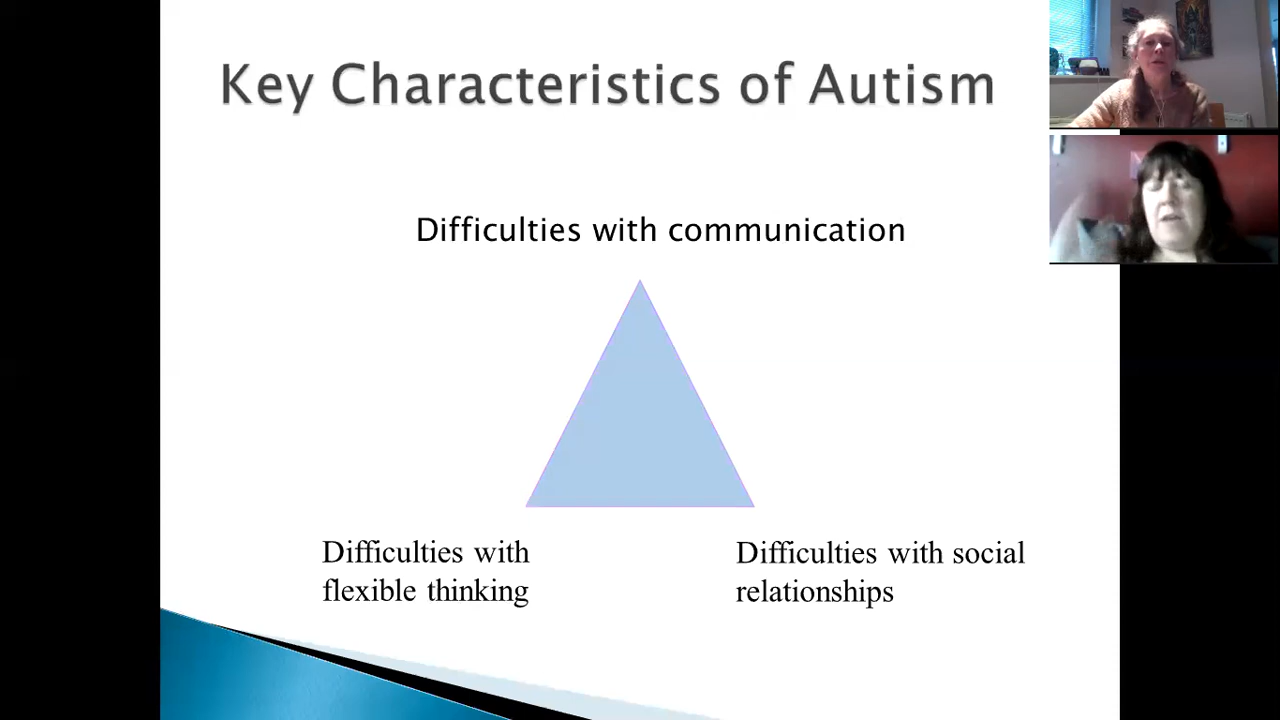 Key Characteristics of Autism
Difficulties with communication
Difficulties with
flexible thinking
Difficulties with social
relationships